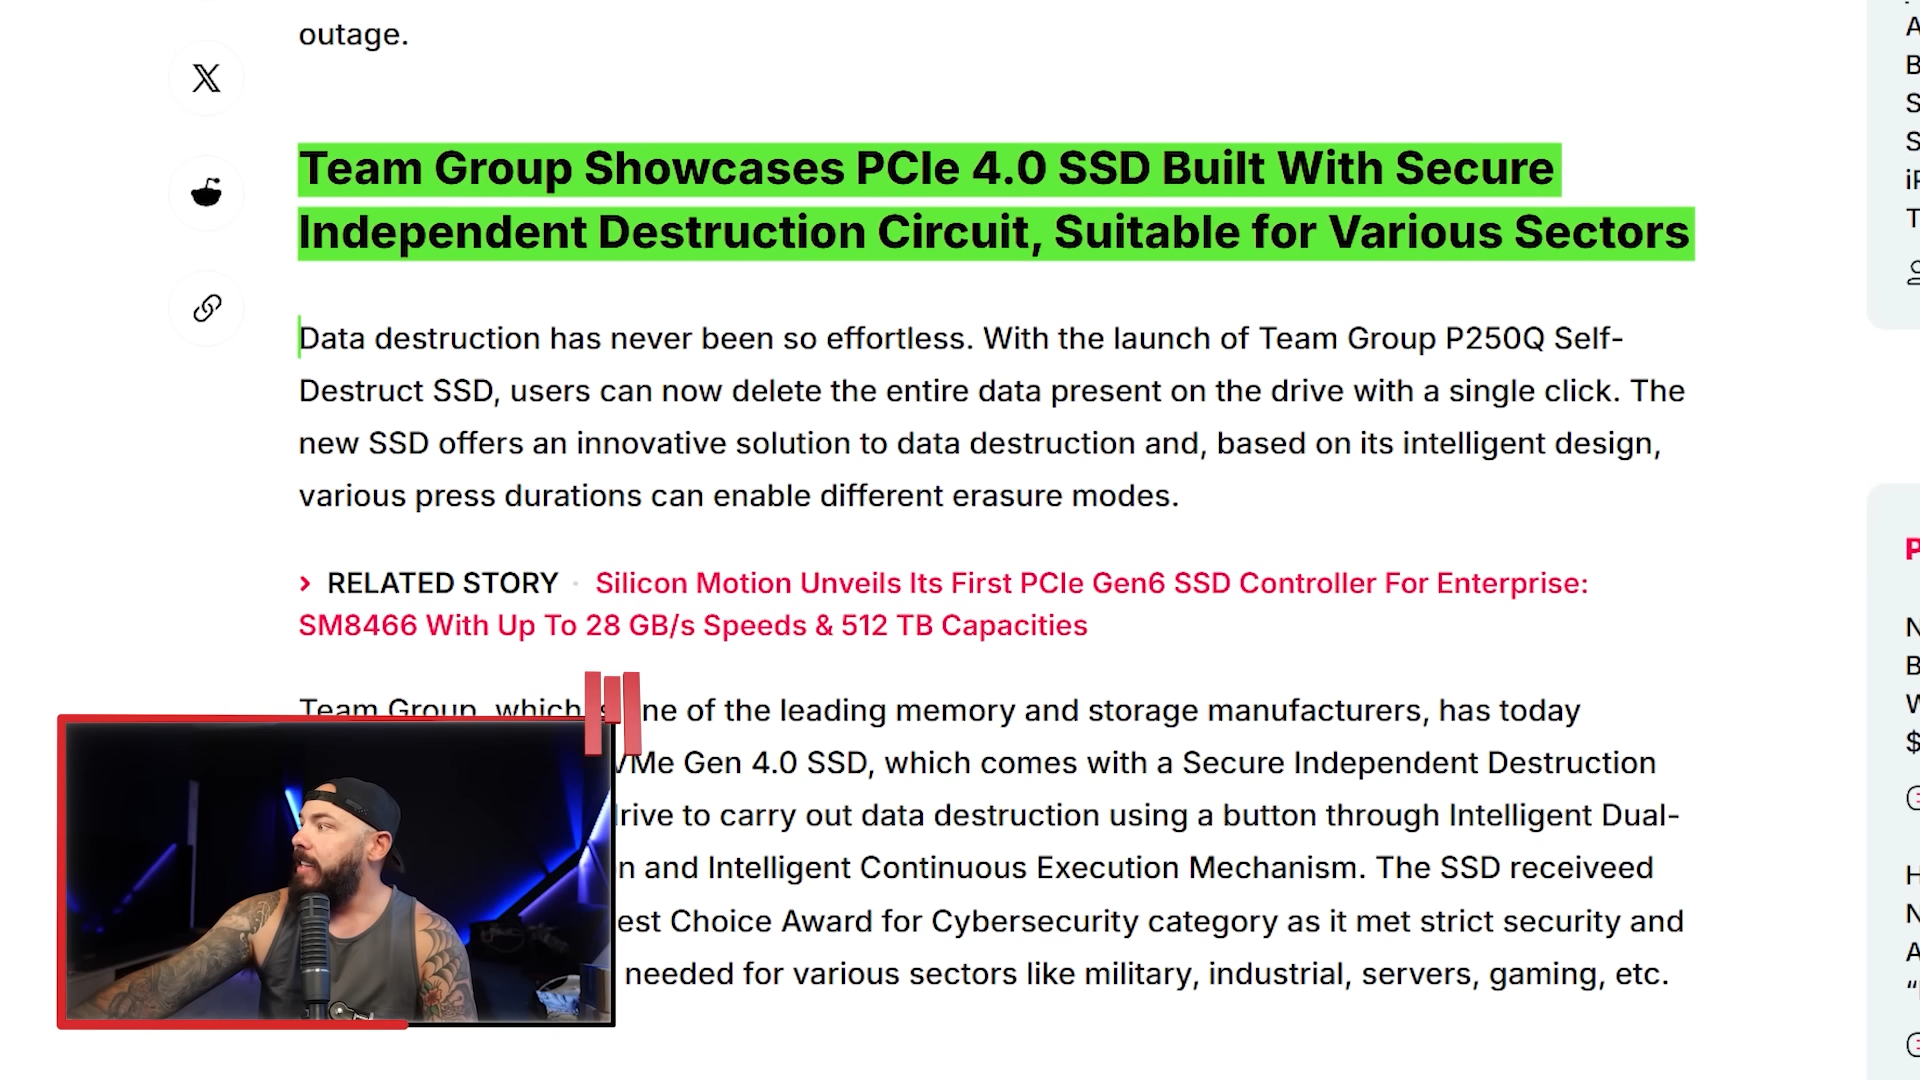 outage.
Team Group Showcases PCIe 4.0 SSD Built With Secure
Independent Destruction Circuit, Suitable for Various Sectors
Data destruction has never been so effortless. With the launch of Team Group P250Q Self-
Destruct SSD, users can now delete the entire data present on the drive with a single click. The
new SSD offers an innovative solution to data destruction and, based on its intelligent design,
various press durations can enable different erasure modes.
› RELATED STORY · Silicon Motion Unveils Its First PCIe Gen6 SSD Controller For Enterprise:
SM8466 With Up To 28 GB/s Speeds & 512 TB Capacities
Team Group, which ne of the leading memory and storage manufacturers, has today
VMe Gen 4.0 SSD, which comes with a Secure Independent Destruction
rive to carry out data destruction using a button through Intelligent Dual-
n and Intelligent Continuous Execution Mechanism. The SSD receiveed
est Choice Award for Cybersecurity category as it met strict security and
needed for various sectors like military, industrial, servers, gaming, etc.